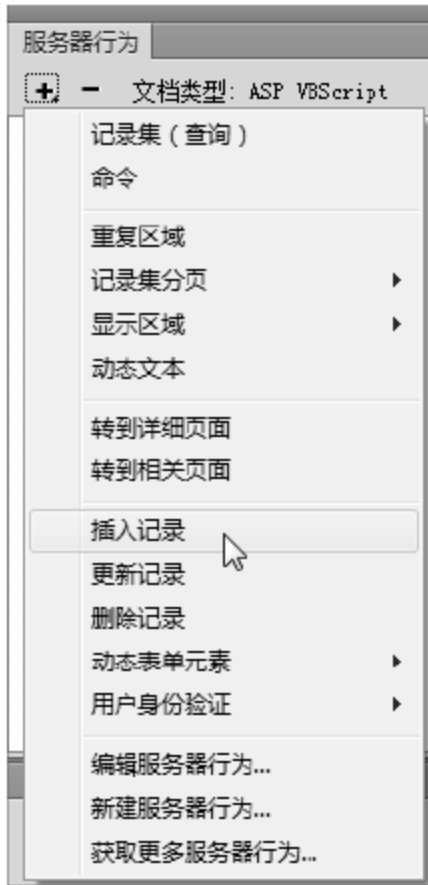 服务器行为
+ − 文档类型: ASP VBScript
记录集 ( 查询 )
命令
重复区域
记录集分页
显示区域
动态文本
转到详细页面
转到相关页面
插入记录
更新记录
删除记录
动态表单元素
用户身份验证
编辑服务器行为...
新建服务器行为...
获取更多服务器行为...